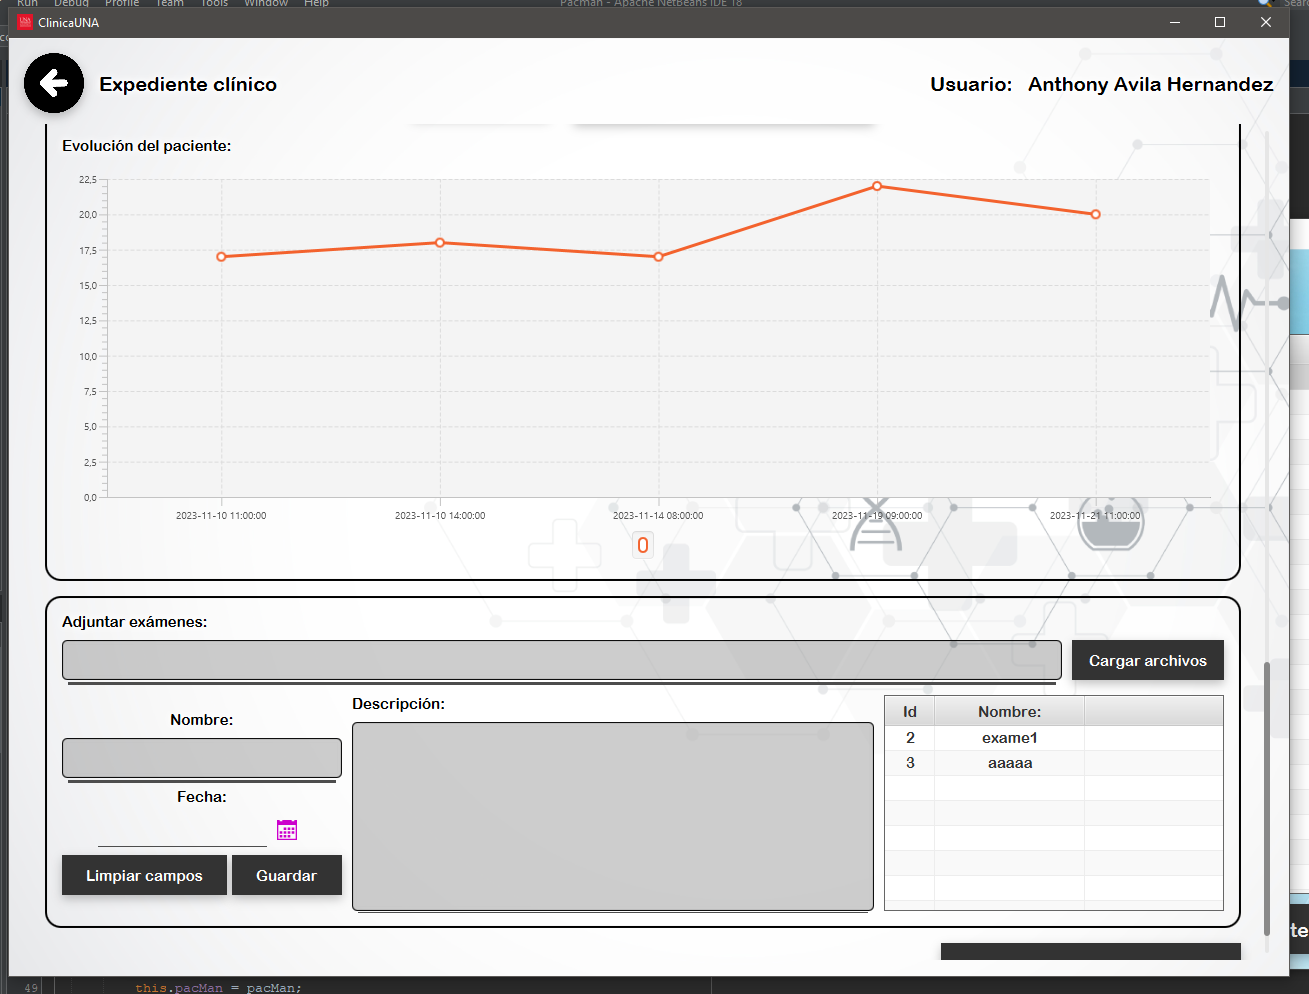 Run Debug Profile Team Tools Window Help Pacman - Apache NetBeans IDE 18
ClinicaUNA
Expediente clínico Usuario: Anthony Avila Hernandez
Evolución del paciente:
22,5
20,0
17,5
15,0
12,5
10,0
7,5
5,0
2,5
0,0
2023-11-10 11:00:00 2023-11-10 14:00:00 2023-11-14 08:00:00 2023-11-19 09:00:00 2023-11-21 11:00:00
Adjuntar exámenes:
Cargar archivos
Nombre:
Descripción:
Fecha:
Limpiar campos Guardar
Id Nombre:
2 exame1
3 aaaaa
te
49 this.pacMan = pacMan;